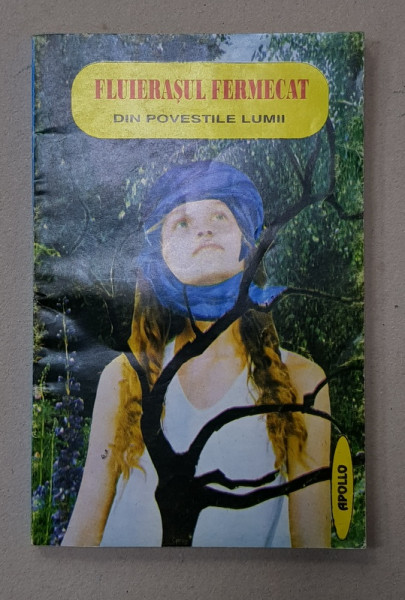 FLUIERAȘUL FERMECAT
DIN POVESTILE LUMII
APOLLO